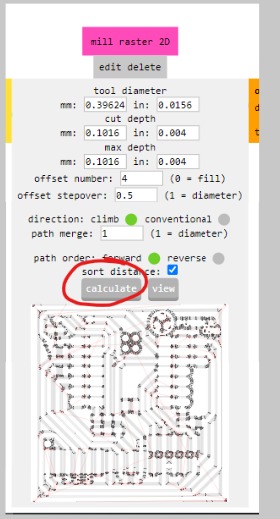 mill raster 2D
edit delete
tool diameter
mm: 0.39624 in: 0.0156
cut depth
mm: 0.1016 in: 0.004
max depth
mm: 0.1016 in: 0.004
offset number: 4 (0 = fill)
offset stepover: 0.5 (1 = diameter)
direction: climb conventional
path merge: 1 (1 = diameter)
path order: forward reverse
sort distance:
calculate view